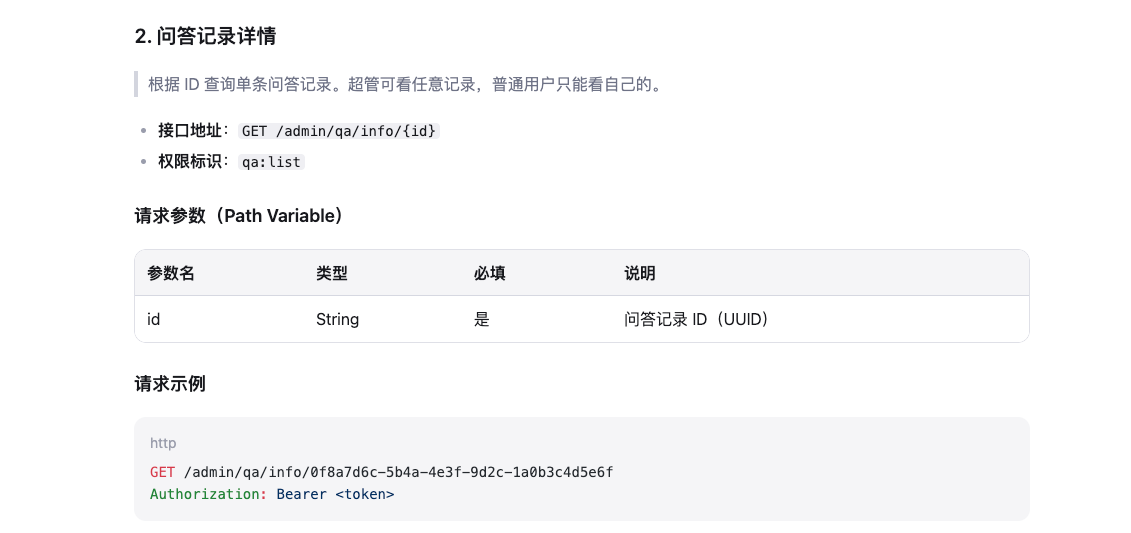 2. 问答记录详情
根据 ID 查询单条问答记录。超管可看任意记录，普通用户只能看自己的。
接口地址： GET /admin/qa/info/{id}
权限标识： qa:list
请求参数（Path Variable）
参数名 类型 必填 说明
id String 是 问答记录 ID（UUID）
请求示例
http
GET /admin/qa/info/0f8a7d6c-5b4a-4e3f-9d2c-1a0b3c4d5e6f
Authorization: Bearer <token>